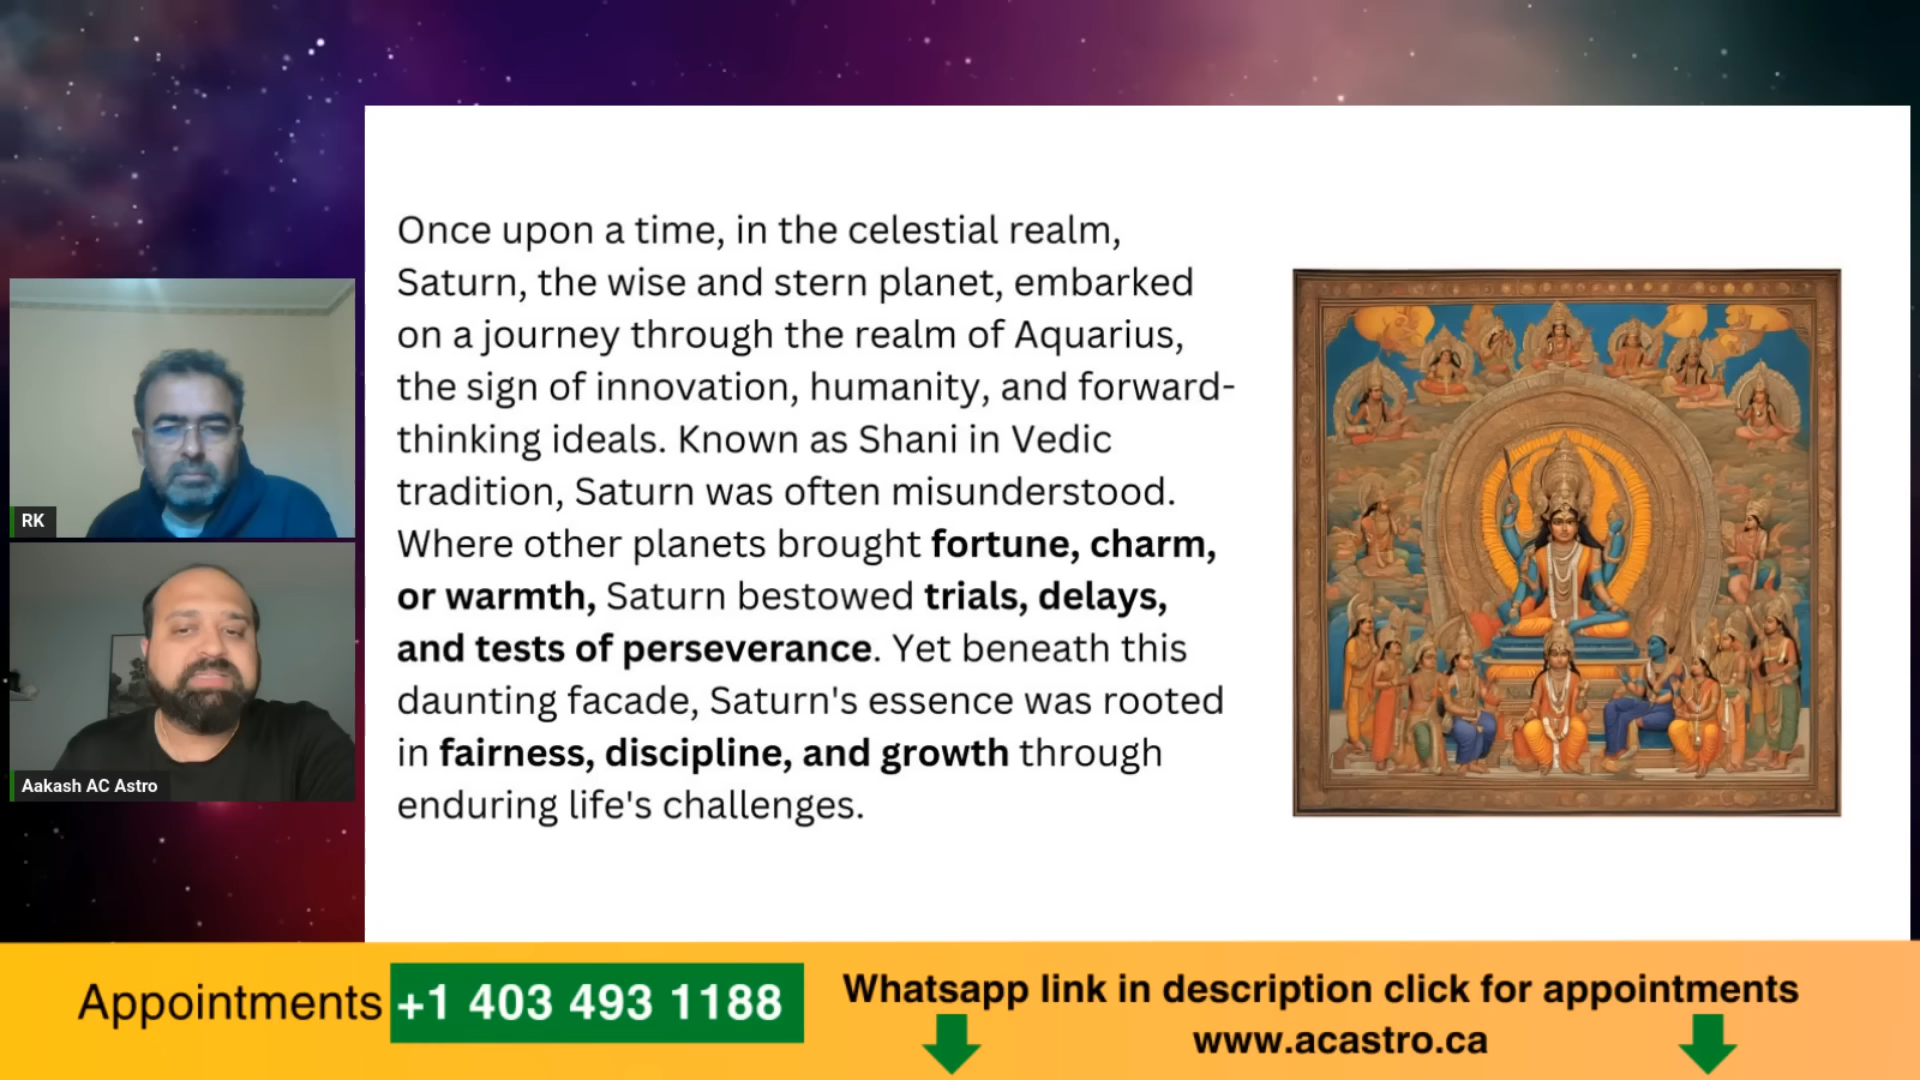 Once upon a time, in the celestial realm,
Saturn, the wise and stern planet, embarked
on a journey through the realm of Aquarius,
the sign of innovation, humanity, and forward-
thinking ideals. Known as Shani in Vedic
tradition, Saturn was often misunderstood.
Where other planets brought fortune, charm,
or warmth, Saturn bestowed trials, delays,
and tests of perseverance. Yet beneath this
daunting facade, Saturn's essence was rooted
in fairness, discipline, and growth through
enduring life's challenges.
RK
Aakash AC Astro
Appointments +1 403 493 1188
Whatsapp link in description click for appointments
www.acastro.ca